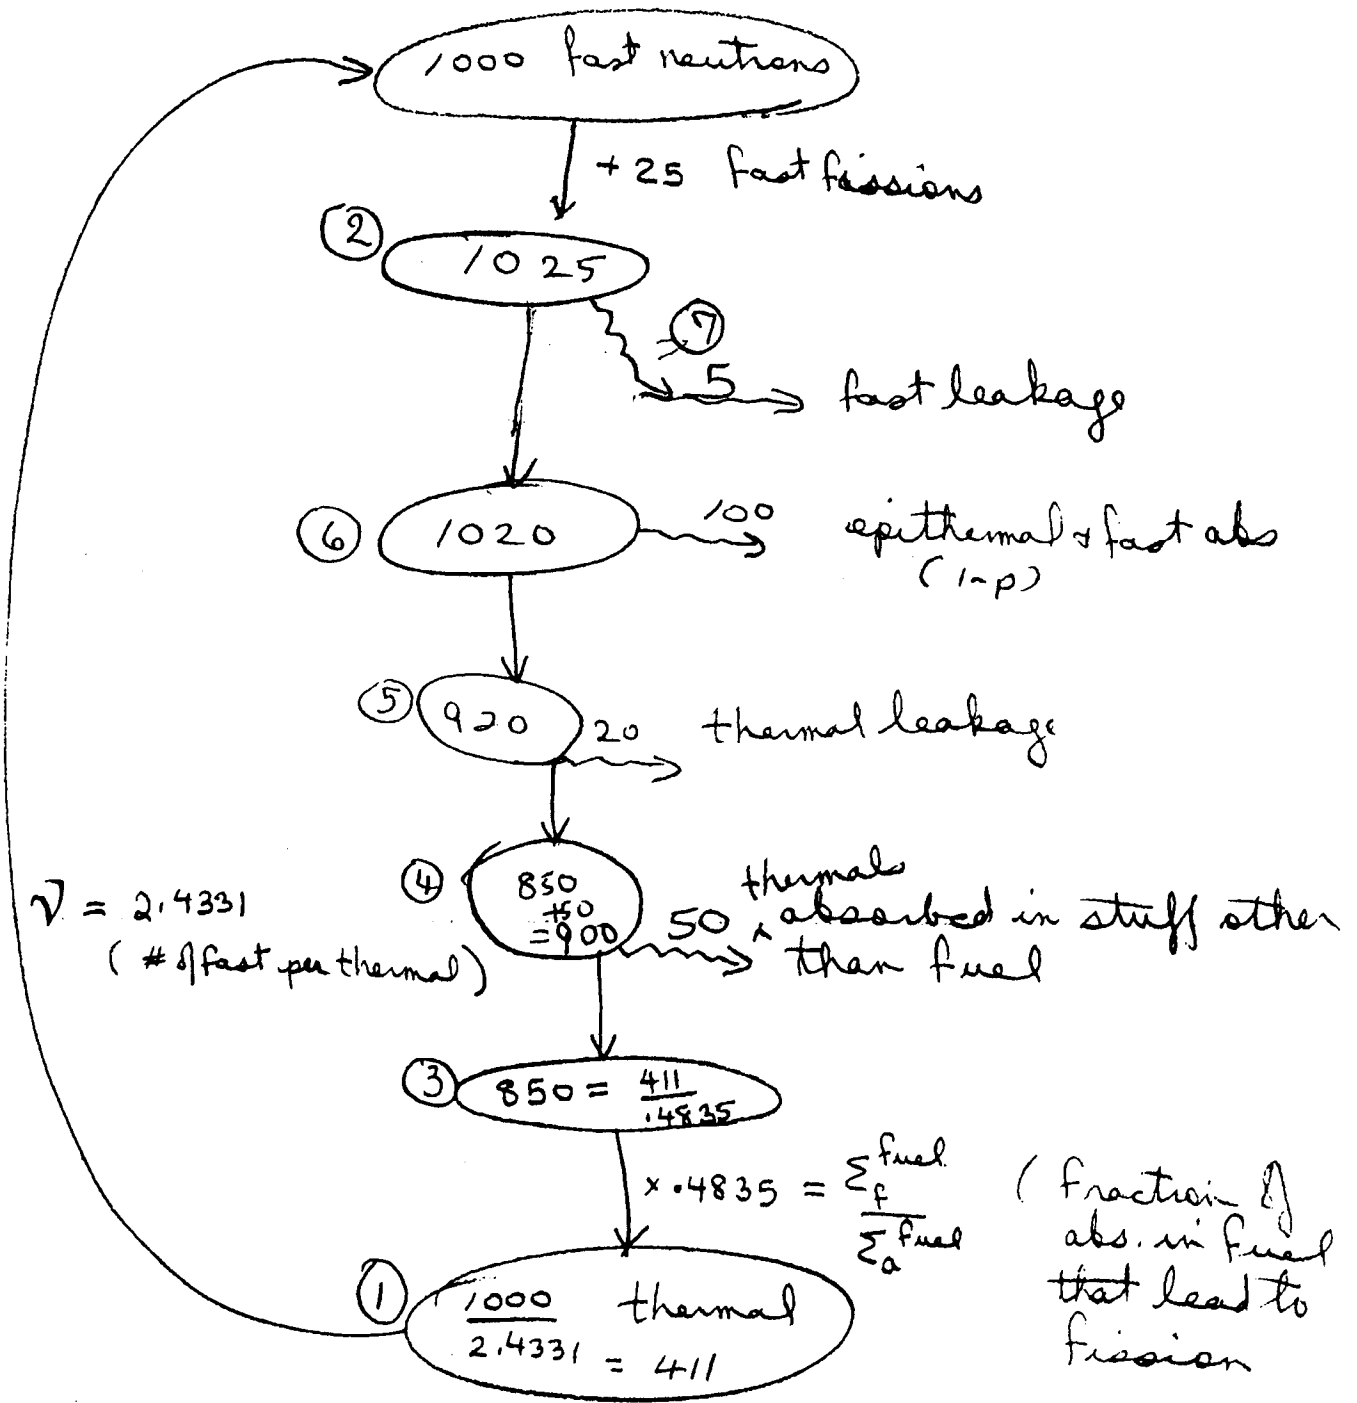 1000 fast neutrons
+ 25 fast fissions
②
1025
⑦
5
fast leakage
⑥
1020
100
epithermal & fast abs
(1-p)
⑤
920
20
thermal leakage
④
850
+50
=900
50
thermals
absorbed in stuff other
than fuel
ν = 2.4331
(# of fast per thermal)
③
850 = 411/.4835
× .4835 = Σf fuel / Σa fuel
(Fraction of
abs. in fuel
that lead to
fission
①
1000/2.4331 thermal
= 411